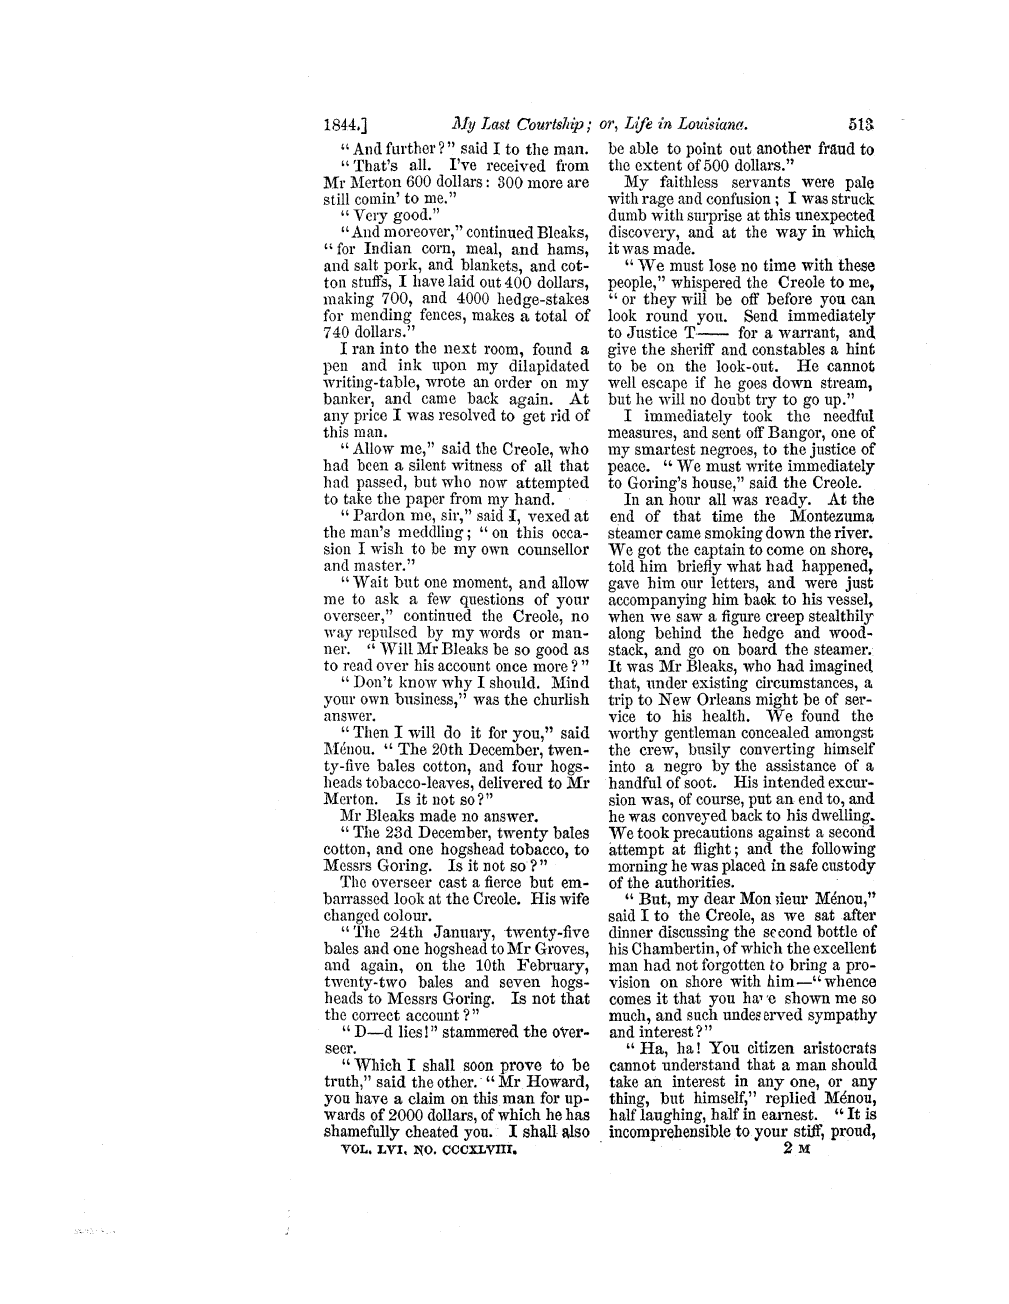 1844.] My Last Courtship; or, Life in Louisiana. 513
"And further?" said I to the man.
"That's all. I've received from
Mr Merton 600 dollars: 300 more are
still comin' to me."
"Very good."
"And moreover," continued Bleaks,
"for Indian corn, meal, and hams,
and salt pork, and blankets, and cot-
ton stuffs, I have laid out 400 dollars,
making 700, and 4000 hedge-stakes
for mending fences, makes a total of
740 dollars."
I ran into the next room, found a
pen and ink upon my dilapidated
writing-table, wrote an order on my
banker, and came back again. At
any price I was resolved to get rid of
this man.
"Allow me," said the Creole, who
had been a silent witness of all that
had passed, but who now attempted
to take the paper from my hand.
"Pardon me, sir," said I, vexed at
the man's meddling; "on this occa-
sion I wish to be my own counsellor
and master."
"Wait but one moment, and allow
me to ask a few questions of your
overseer," continued the Creole, no
way repulsed by my words or man-
ner. "Will Mr Bleaks be so good as
to read over his account once more?"
"Don't know why I should. Mind
your own business," was the churlish
answer.
"Then I will do it for you," said
Ménou. "The 20th December, twen-
ty-five bales cotton, and four hogs-
heads tobacco-leaves, delivered to Mr
Merton. Is it not so?"
Mr Bleaks made no answer.
"The 23d December, twenty bales
cotton, and one hogshead tobacco, to
Messrs Goring. Is it not so?"
The overseer cast a fierce but em-
barrassed look at the Creole. His wife
changed colour.
"The 24th January, twenty-five
bales and one hogshead to Mr Groves,
and again, on the 10th February,
twenty-two bales and seven hogs-
heads to Messrs Goring. Is not that
the correct account?"
"D—d lies!" stammered the over-
seer.
"Which I shall soon prove to be
truth," said the other. "Mr Howard,
you have a claim on this man for up-
wards of 2000 dollars, of which he has
shamefully cheated you. I shall also
be able to point out another fraud to
the extent of 500 dollars."
My faithless servants were pale
with rage and confusion; I was struck
dumb with surprise at this unexpected
discovery, and at the way in which
it was made.
"We must lose no time with these
people," whispered the Creole to me,
"or they will be off before you can
look round you. Send immediately
to Justice T—— for a warrant, and
give the sheriff and constables a hint
to be on the look-out. He cannot
well escape if he goes down stream,
but he will no doubt try to go up."
I immediately took the needful
measures, and sent off Bangor, one of
my smartest negroes, to the justice of
peace. "We must write immediately
to Goring's house," said the Creole.
In an hour all was ready. At the
end of that time the Montezuma
steamer came smoking down the river.
We got the captain to come on shore,
told him briefly what had happened,
gave him our letters, and were just
accompanying him back to his vessel,
when we saw a figure creep stealthily
along behind the hedge and wood-
stack, and go on board the steamer.
It was Mr Bleaks, who had imagined
that, under existing circumstances, a
trip to New Orleans might be of ser-
vice to his health. We found the
worthy gentleman concealed amongst
the crew, busily converting himself
into a negro by the assistance of a
handful of soot. His intended excur-
sion was, of course, put an end to, and
he was conveyed back to his dwelling.
We took precautions against a second
attempt at flight; and the following
morning he was placed in safe custody
of the authorities.
"But, my dear Monsieur Ménou,"
said I to the Creole, as we sat after
dinner discussing the second bottle of
his Chambertin, of which the excellent
man had not forgotten to bring a pro-
vision on shore with him—"whence
comes it that you have shown me so
much, and such undeserved sympathy
and interest?"
"Ha, ha! You citizen aristocrats
cannot understand that a man should
take an interest in any one, or any
thing, but himself," replied Ménou,
half laughing, half in earnest. "It is
incomprehensible to your stiff, proud,
VOL. LVI. NO. CCCXLVIII. 2 M